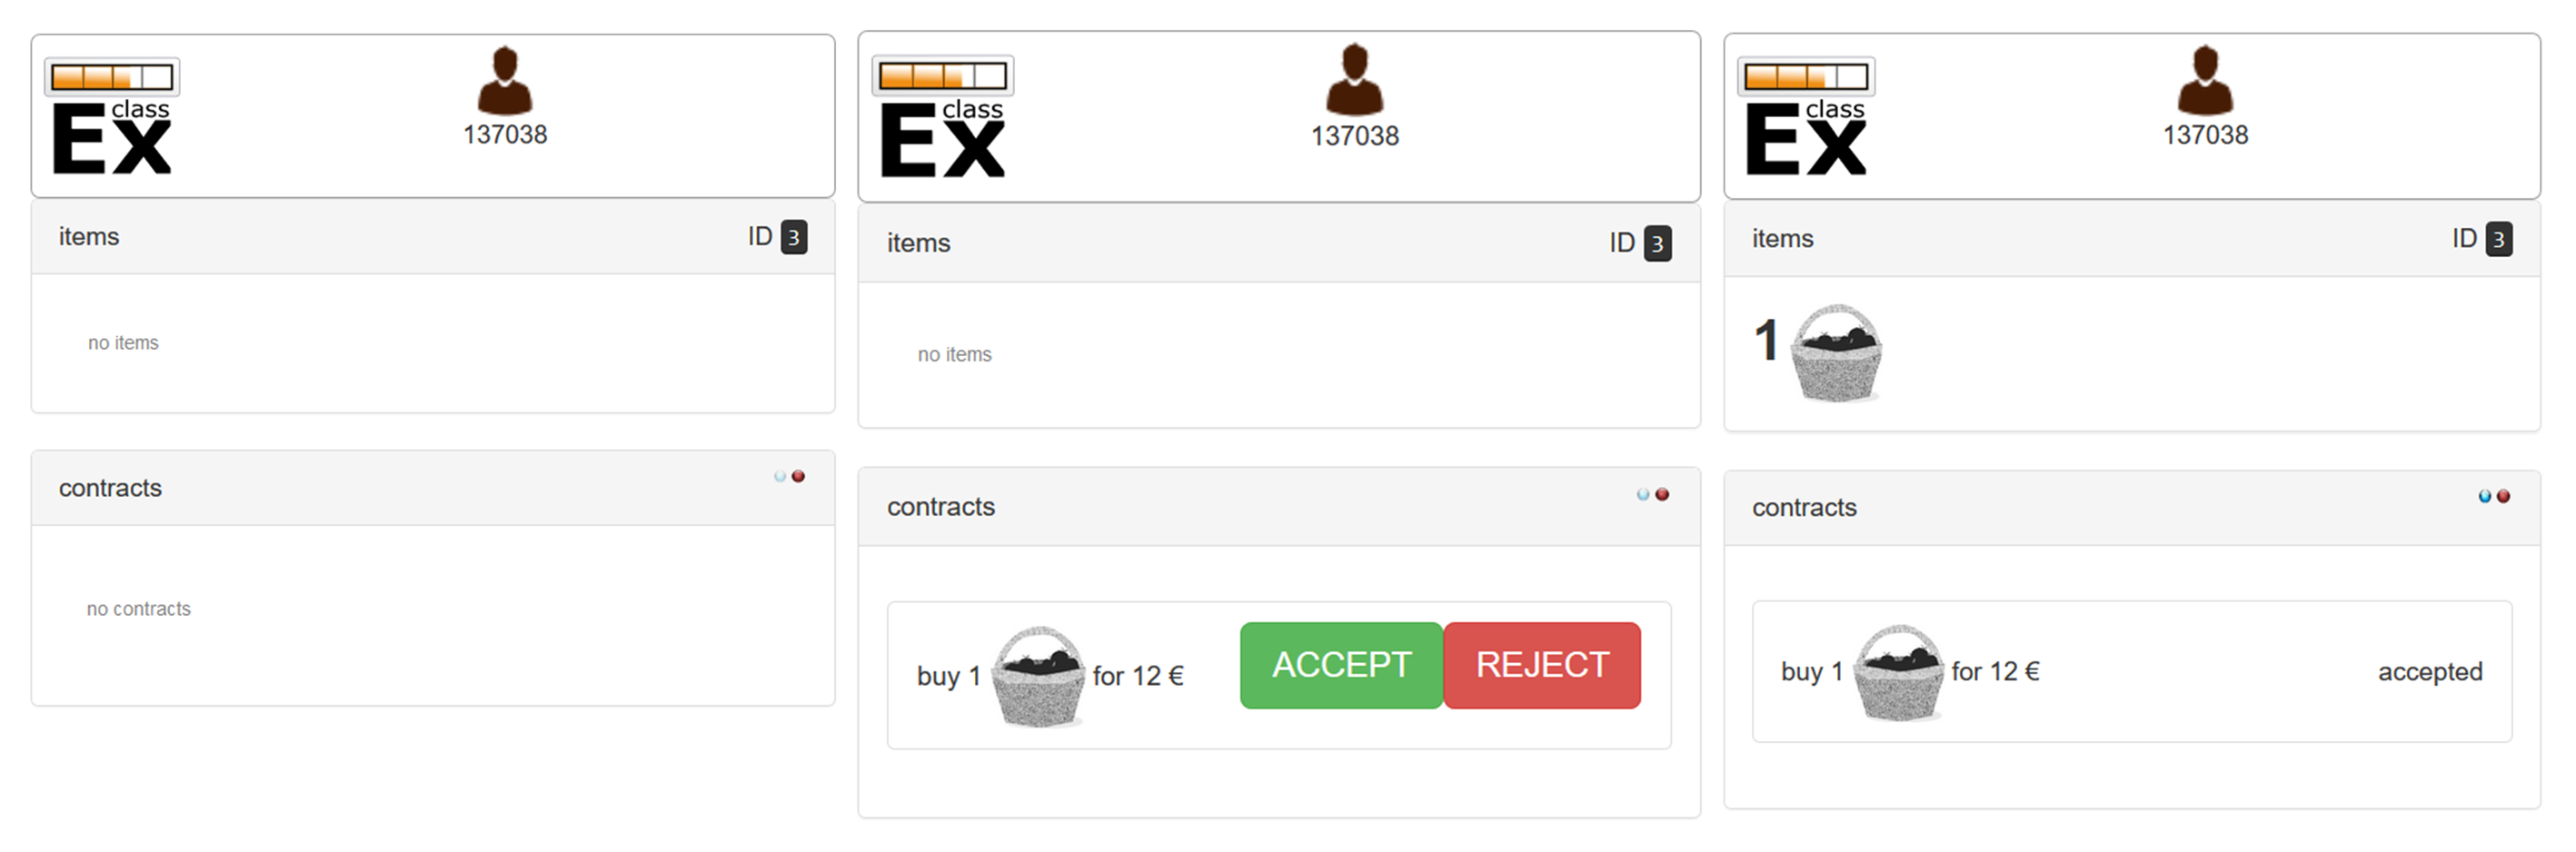 class
Ex
137038
items ID 3
no items
contracts
no contracts
class
Ex
137038
items ID 3
no items
contracts
buy 1 for 12 € ACCEPT REJECT
class
Ex
137038
items ID 3
1
contracts
buy 1 for 12 € accepted